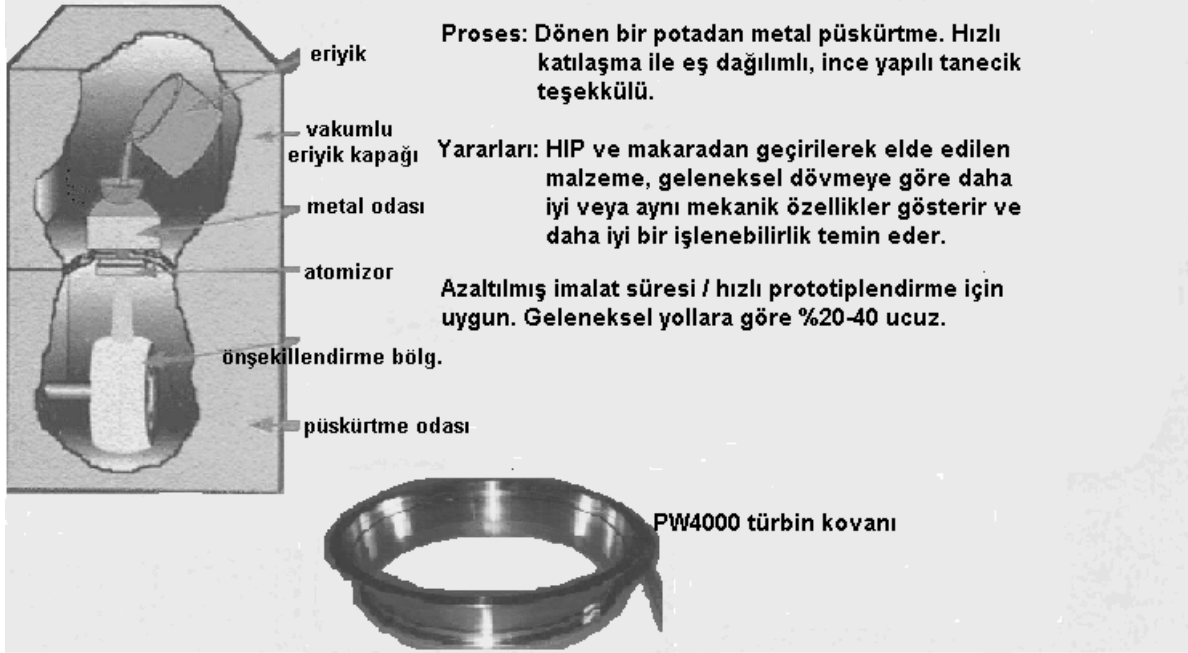 Proses: Dönen bir potadan metal püskürtme. Hızlı
katılaşma ile eş dağılımlı, ince yapılı tanecik
teşekkülü.
Yararları: HIP ve makaradan geçirilerek elde edilen
malzeme, geleneksel dövmeye göre daha
iyi veya aynı mekanik özellikler gösterir ve
daha iyi bir işlenebilirlik temin eder.
Azaltılmış imalat süresi / hızlı prototiplendirme için
uygun. Geleneksel yollara göre %20-40 ucuz.
eriyik
vakumlu
eriyik kapağı
metal odası
atomizor
önşekillendirme bölg.
püskürtme odası
PW4000 türbin kovanı